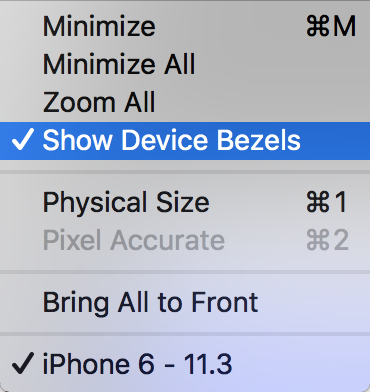 Minimize ⌘M
Minimize All
Zoom All
✓ Show Device Bezels
Physical Size ⌘1
Pixel Accurate ⌘2
Bring All to Front
✓ iPhone 6 - 11.3